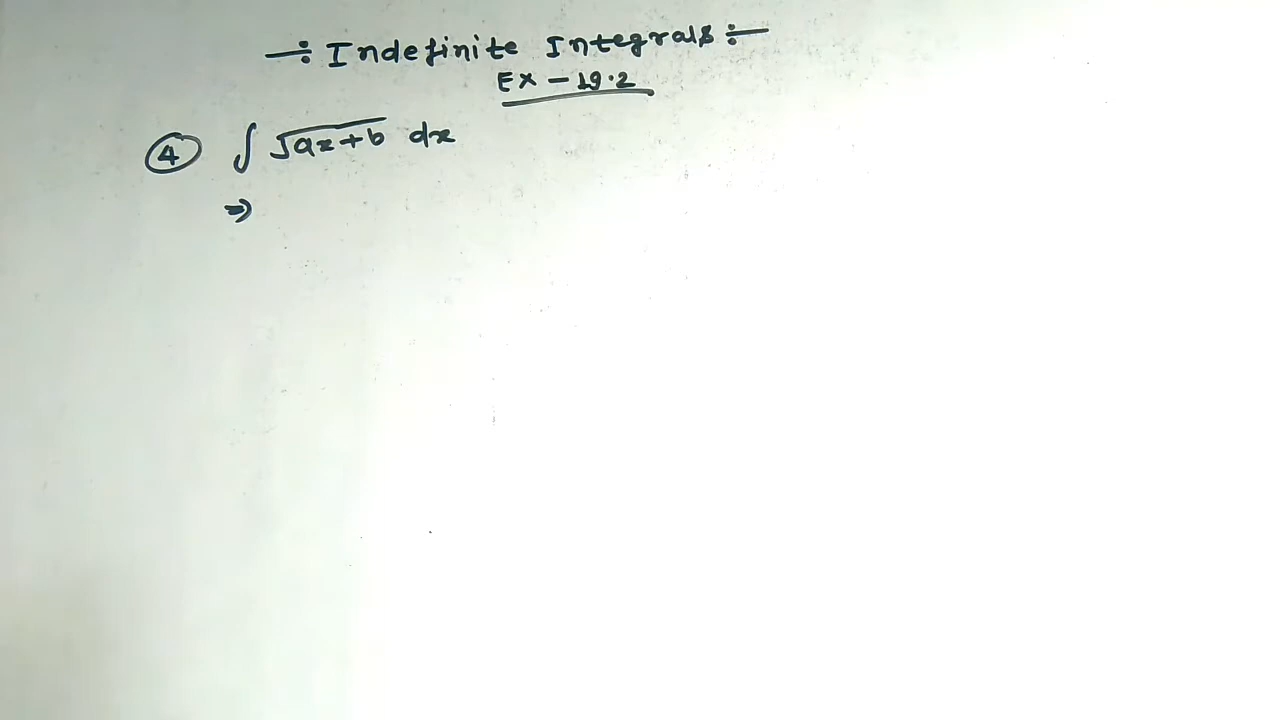 ÷ Indefinite Integrals ÷
EX - 19.2
④ ∫ √ax+b dx
⇒